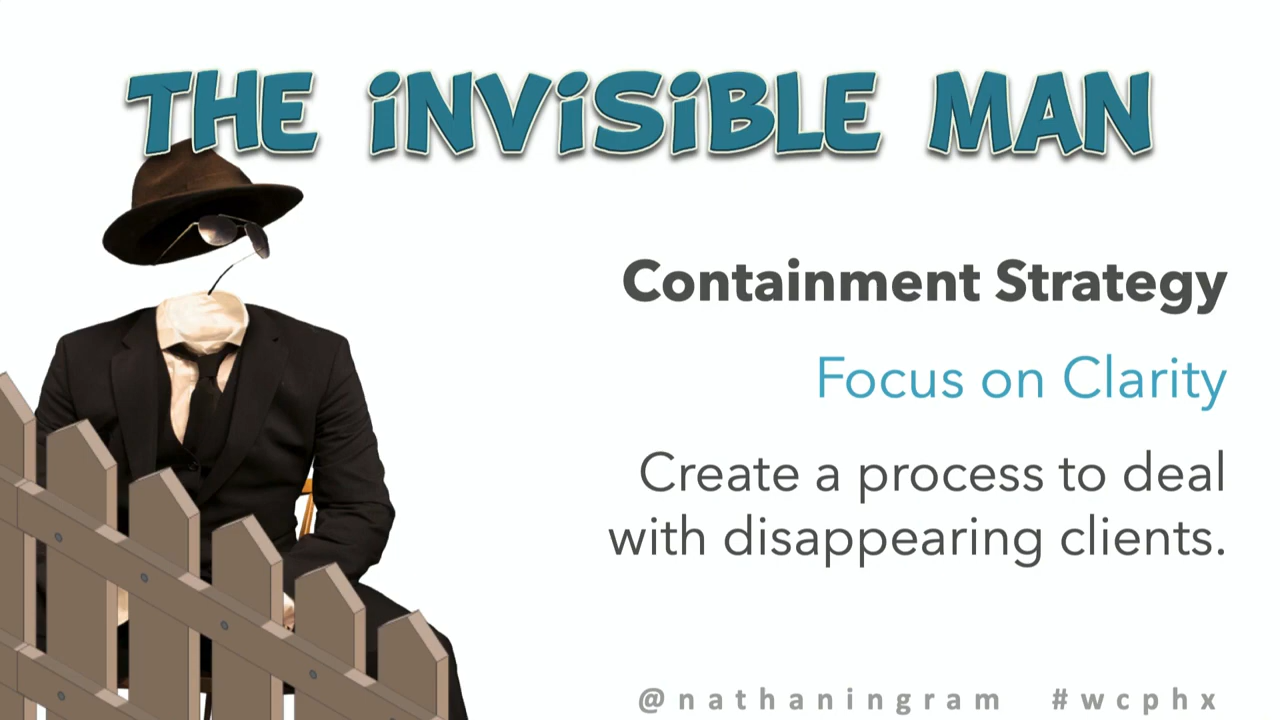 THE iNViSiBLE MAN
Containment Strategy
Focus on Clarity
Create a process to deal
with disappearing clients.
@nathaningram #wcphx